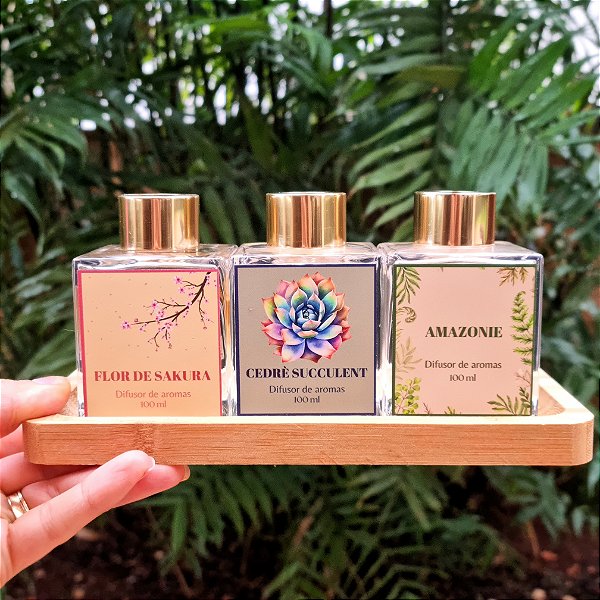 FLOR DE SAKURA
Difusor de aromas
100 ml
CEDRÈ SUCCULENT
Difusor de aromas
100 ml
AMAZONIE
Difusor de aromas
100 ml